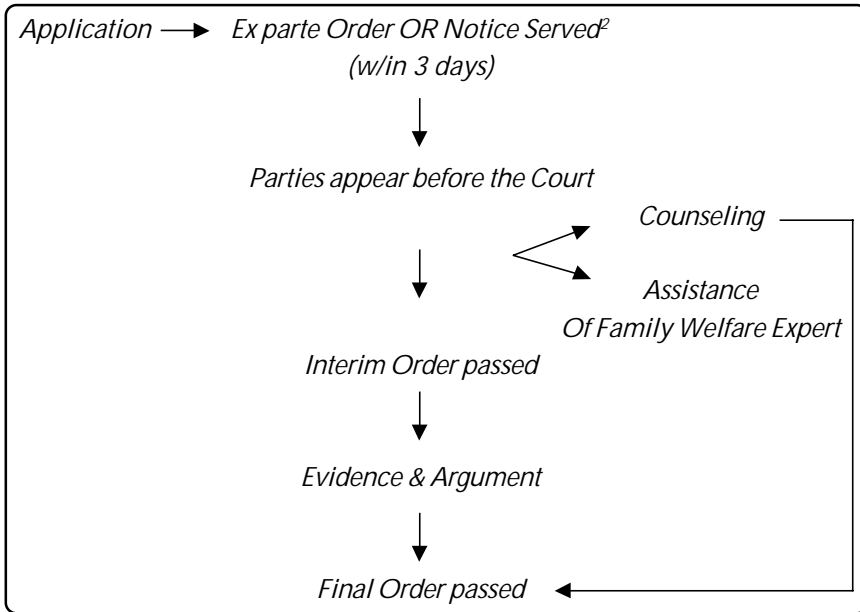 Application Ex parte Order OR Notice Served²
(w/in 3 days)
Parties appear before the Court
Counseling
Assistance
Of Family Welfare Expert
Interim Order passed
Evidence & Argument
Final Order passed